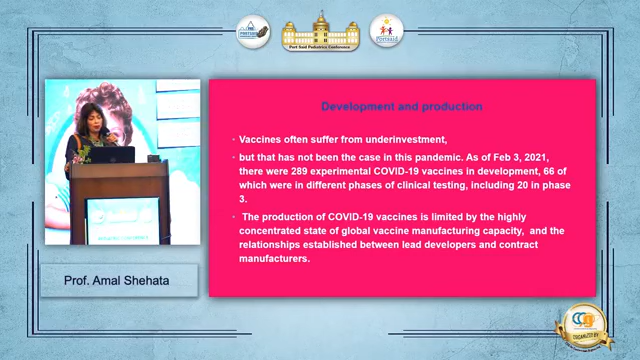 Port Said Pediatrics Conference
Portsaid
Development and production
• Vaccines often suffer from underinvestment,
• but that has not been the case in this pandemic. As of Feb 3, 2021,
there were 289 experimental COVID-19 vaccines in development, 66 of
which were in different phases of clinical testing, including 20 in phase
3.
• The production of COVID-19 vaccines is limited by the highly
concentrated state of global vaccine manufacturing capacity, and the
relationships established between lead developers and contract
manufacturers.
Prof. Amal Shehata
ORGANIZED BY